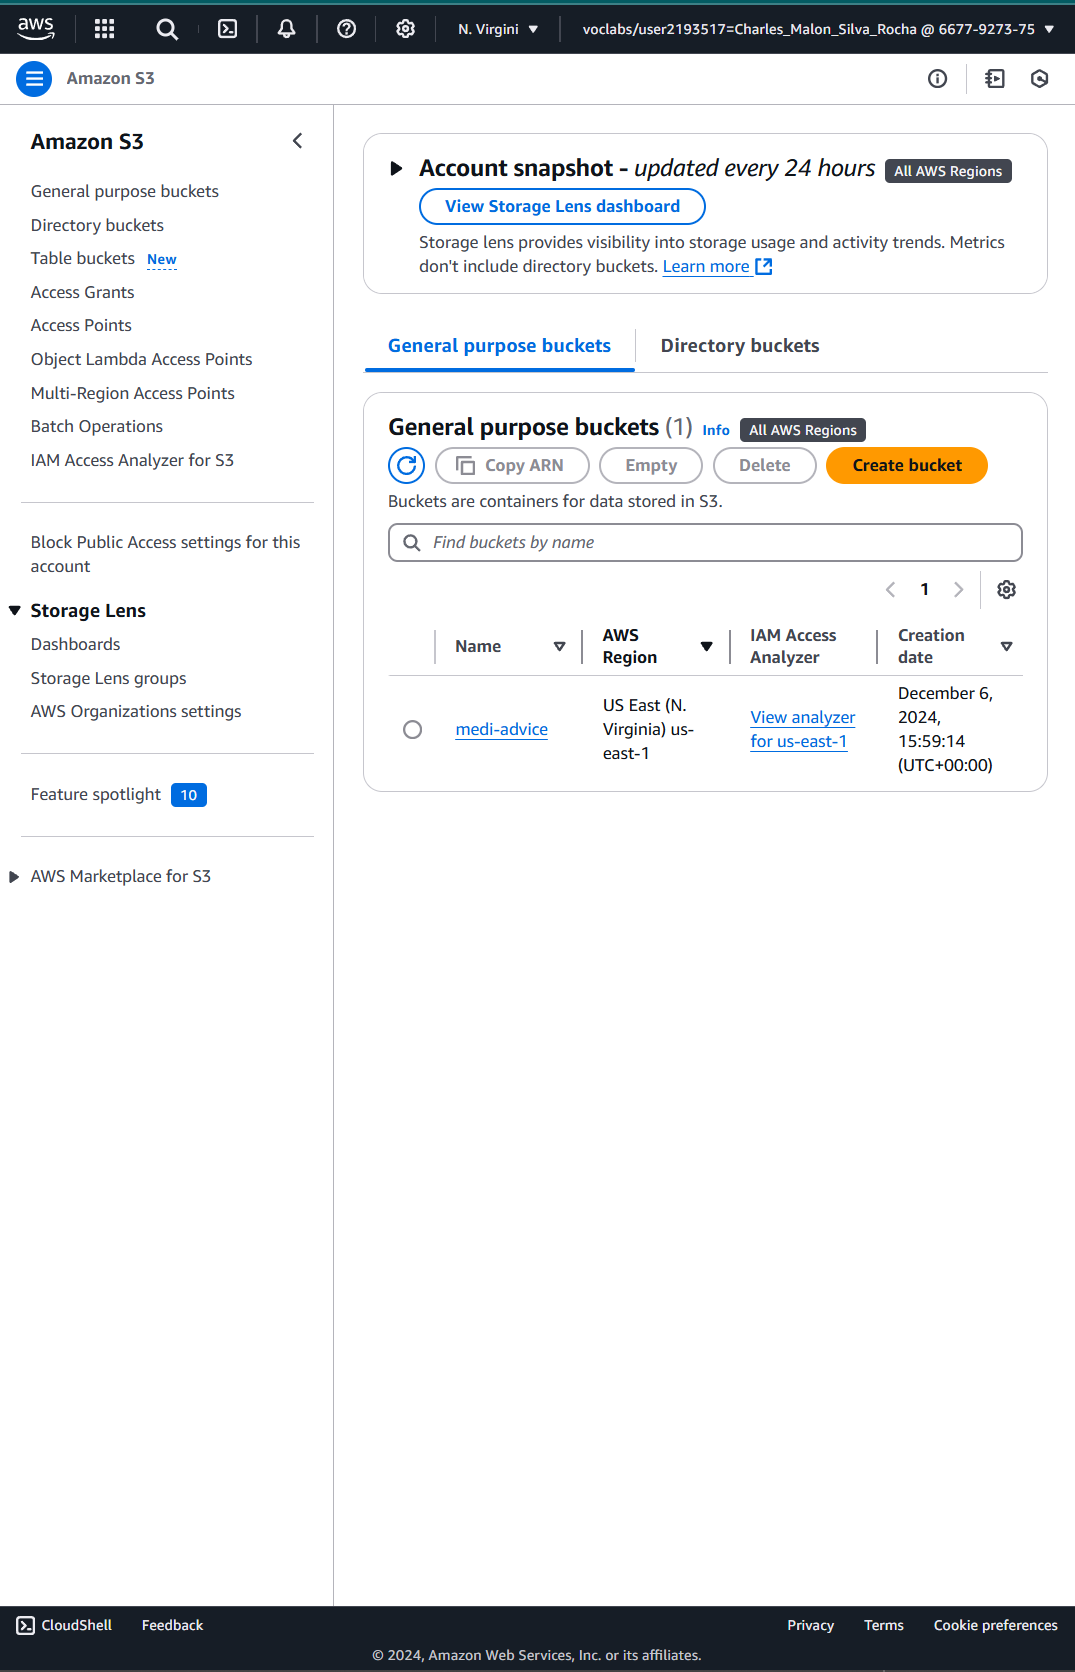 aws
N. Virgini
voclabs/user2193517=Charles_Malon_Silva_Rocha @ 6677-9273-75
Amazon S3
Amazon S3
General purpose buckets
Directory buckets
Table buckets New
Access Grants
Access Points
Object Lambda Access Points
Multi-Region Access Points
Batch Operations
IAM Access Analyzer for S3
Block Public Access settings for this
account
Storage Lens
Dashboards
Storage Lens groups
AWS Organizations settings
Feature spotlight 10
AWS Marketplace for S3
Account snapshot - updated every 24 hours All AWS Regions
View Storage Lens dashboard
Storage lens provides visibility into storage usage and activity trends. Metrics
don't include directory buckets. Learn more
General purpose buckets Directory buckets
General purpose buckets (1) Info All AWS Regions
Copy ARN Empty Delete Create bucket
Buckets are containers for data stored in S3.
Find buckets by name
1
Name
AWS
Region
IAM Access
Analyzer
Creation
date
medi-advice
US East (N.
Virginia) us-
east-1
View analyzer
for us-east-1
December 6,
2024,
15:59:14
(UTC+00:00)
CloudShell Feedback Privacy Terms Cookie preferences
© 2024, Amazon Web Services, Inc. or its affiliates.